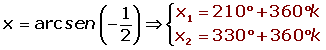 x = arcsen(-1/2) ⇒ { x₁ = 210° + 360°k
x₂ = 330° + 360°k